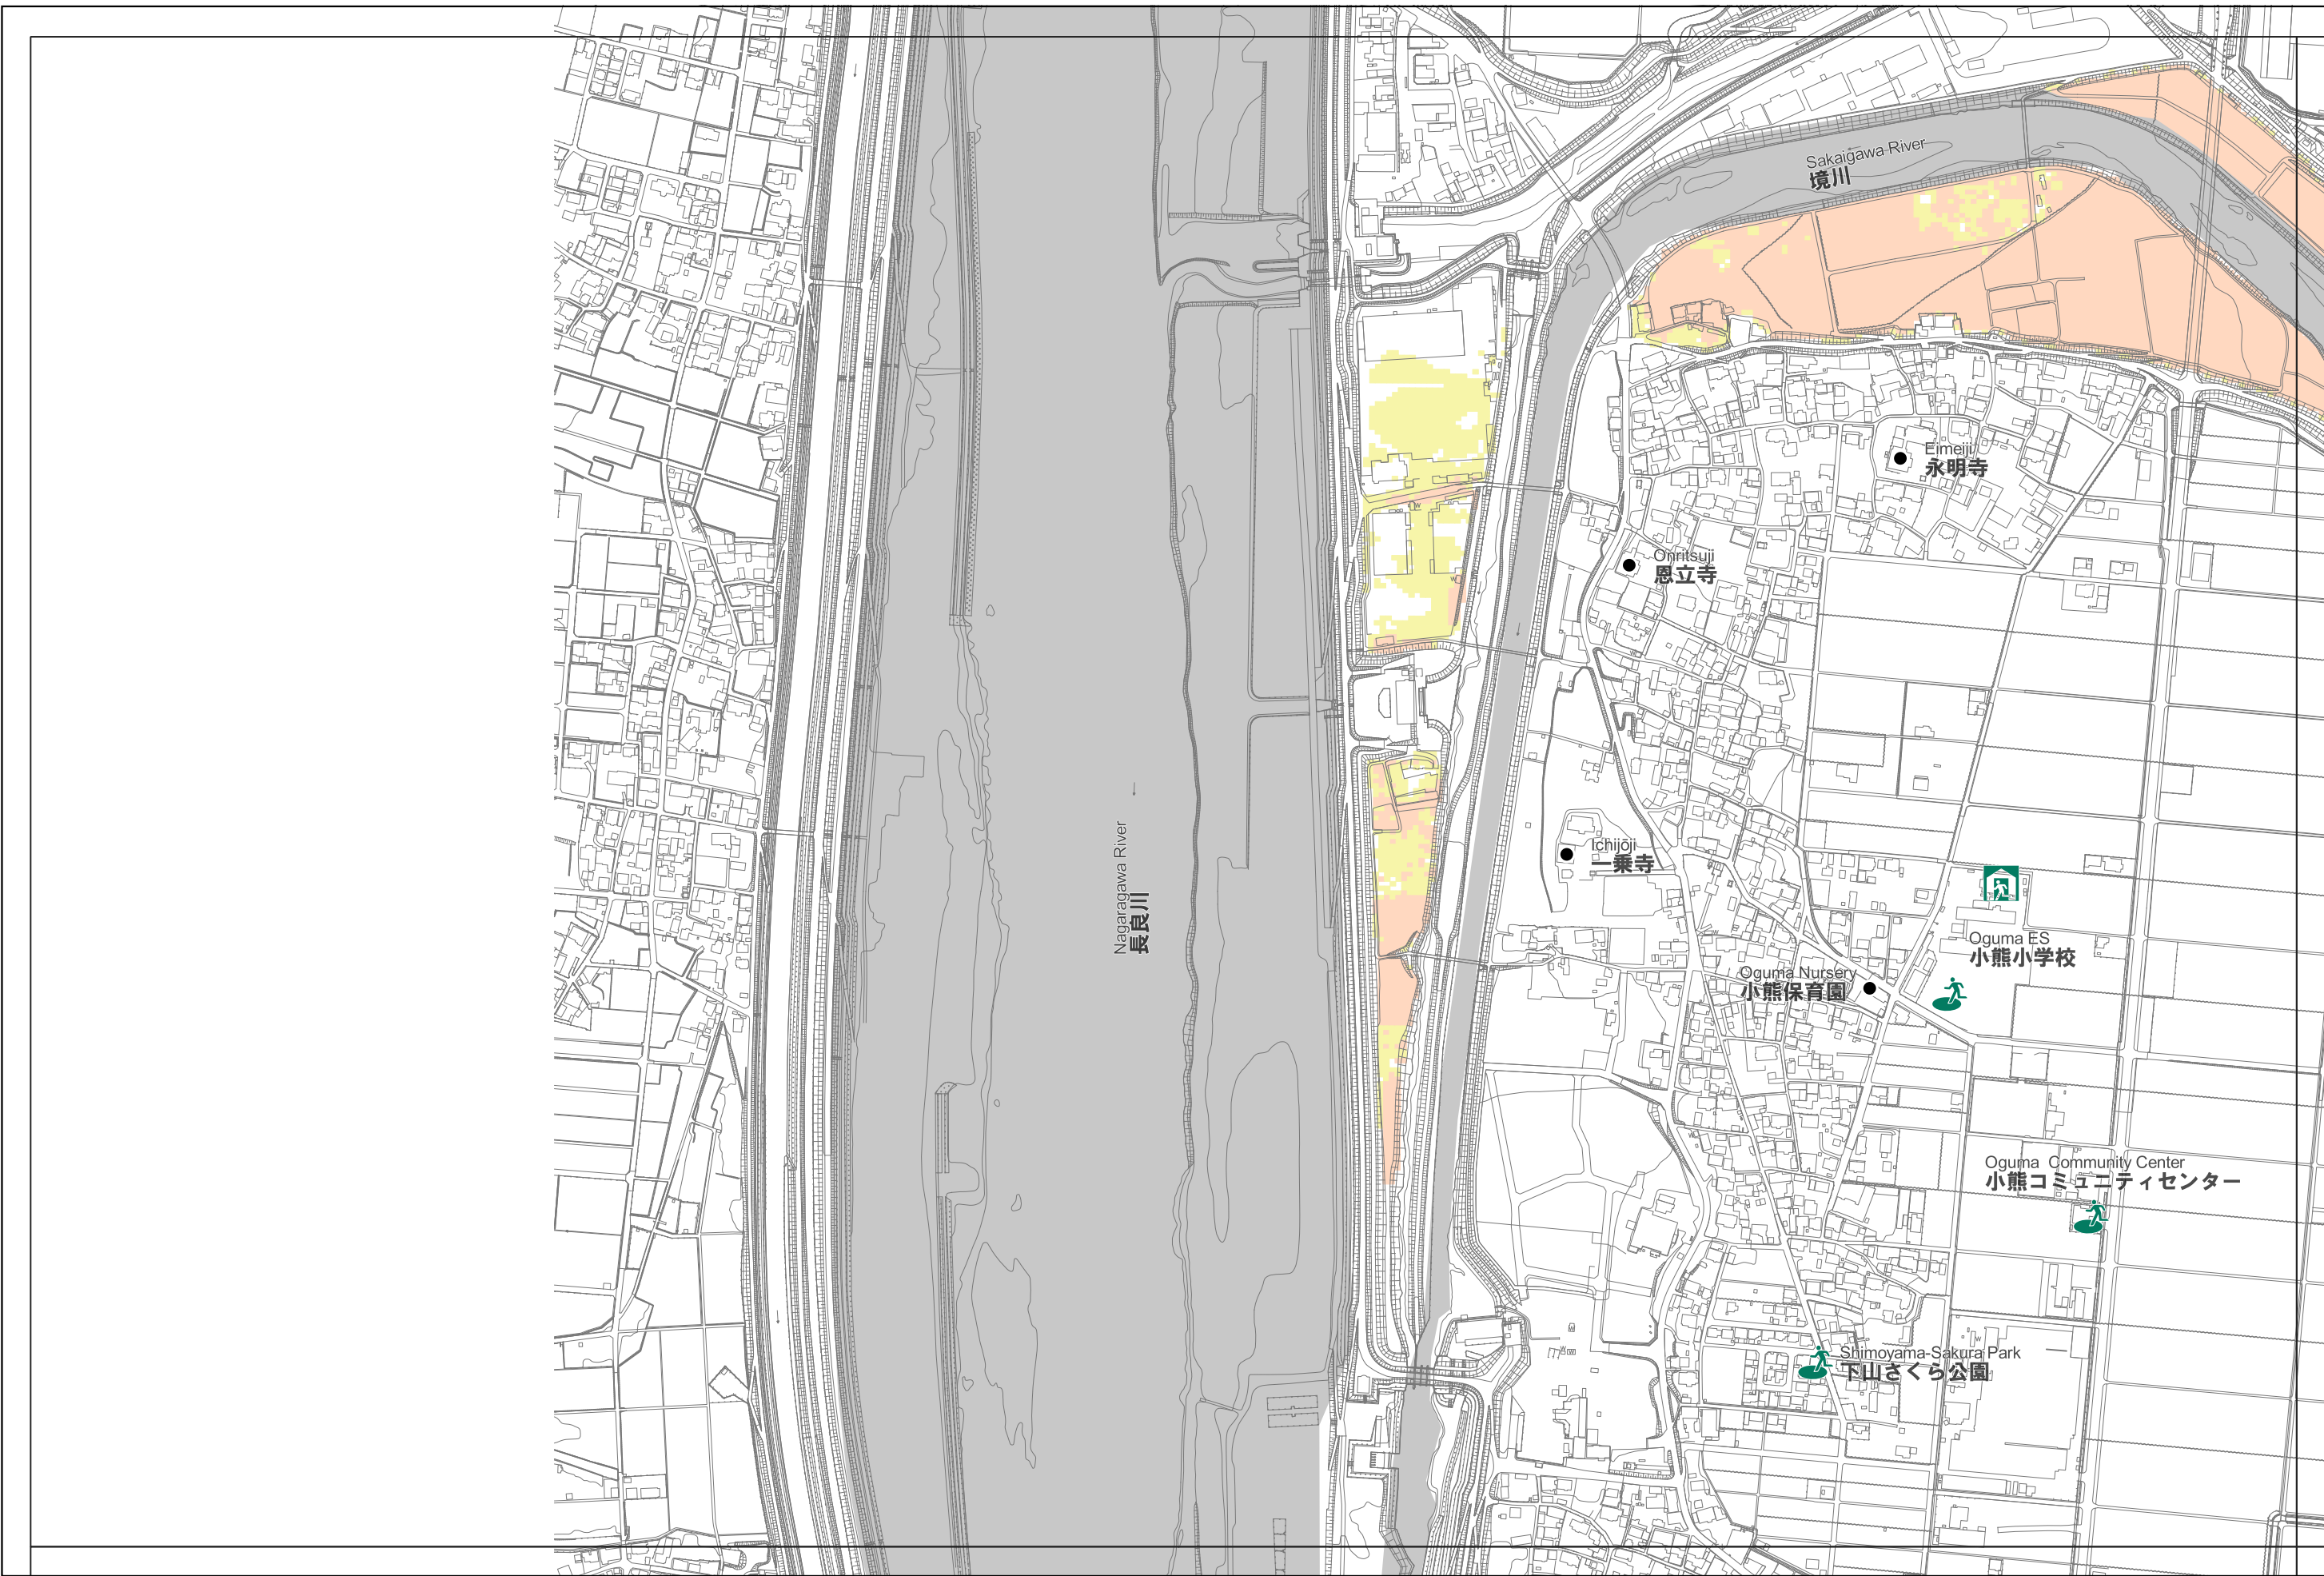 Sakaigawa River
境川
Eimeiji
永明寺
Onritsuji
恩立寺
Nagaragawa River
長良川
Ichijōji
一乗寺
Oguma ES
小熊小学校
Oguma Nursery
小熊保育園
Oguma Community Center
小熊コミュニティセンター
Shimoyama-Sakura Park
下山さくら公園